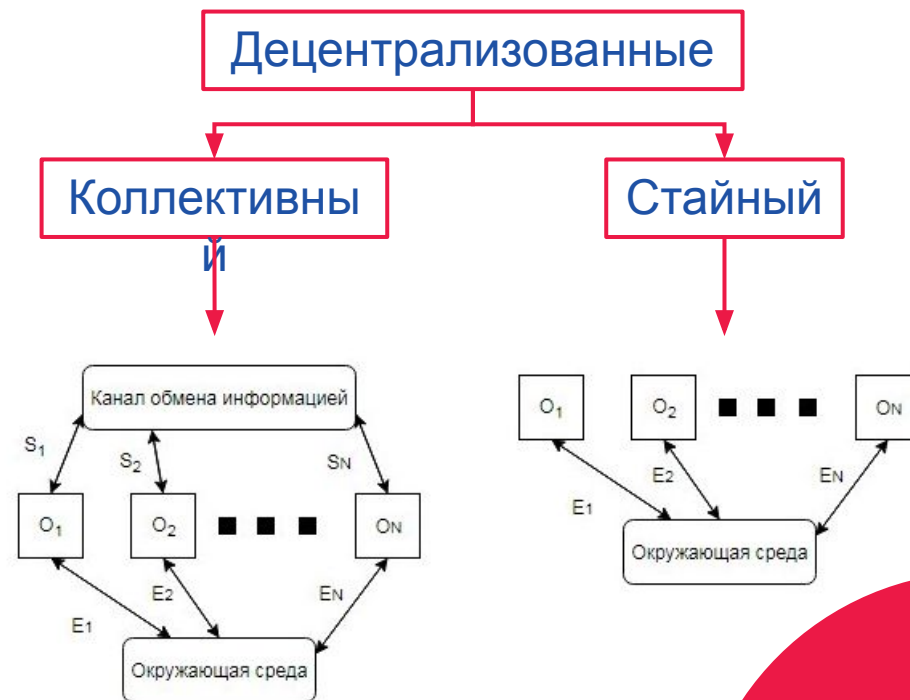 Децентрализованные
Коллективны
й
Стайный
Канал обмена информацией
S1
S2
SN
O1
O2
ON
E1
E2
EN
Окружающая среда
O1
O2
ON
E1
E2
EN
Окружающая среда